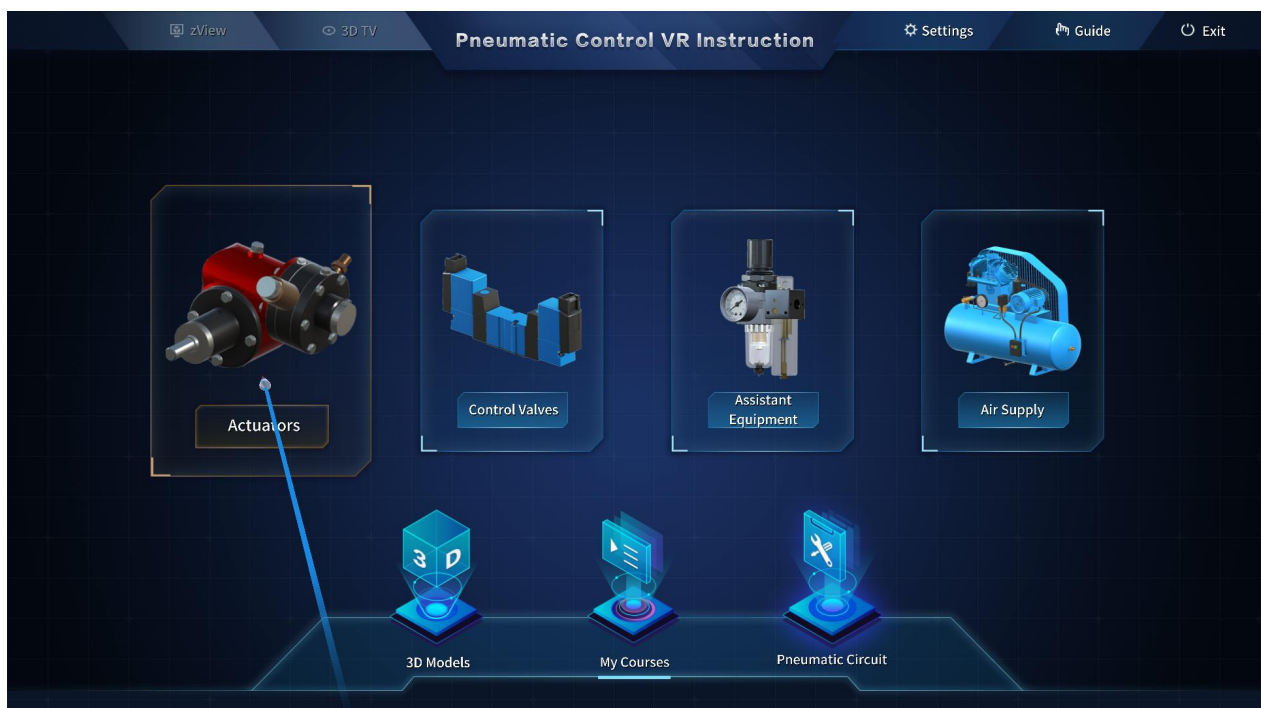 zView
3D TV
Pneumatic Control VR Instruction
Settings
Guide
Exit
Actuators
Control Valves
Assistant
Equipment
Air Supply
3 D
3D Models
My Courses
Pneumatic Circuit